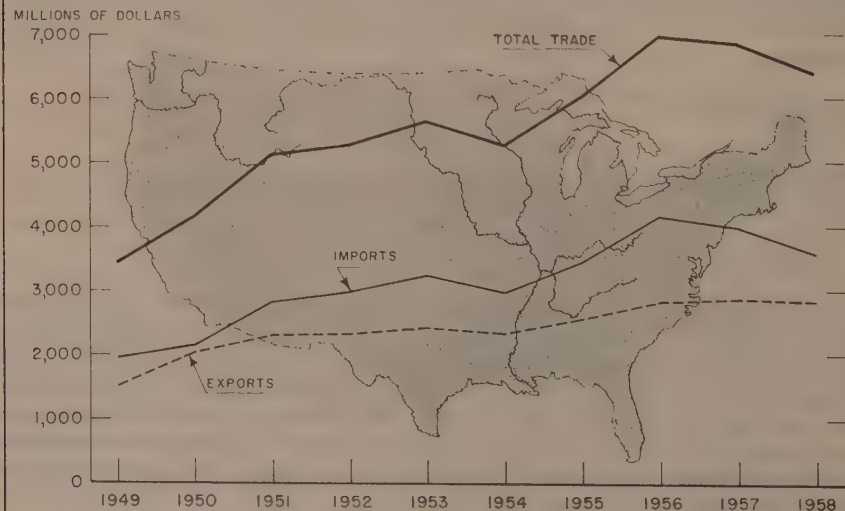 MILLIONS OF DOLLARS
7,000
TOTAL TRADE
6,000
5,000
4,000
IMPORTS
3,000
2,000
EXPORTS
1,000
0
1949 1950 1951 1952 1953 1954 1955 1956 1957 1958